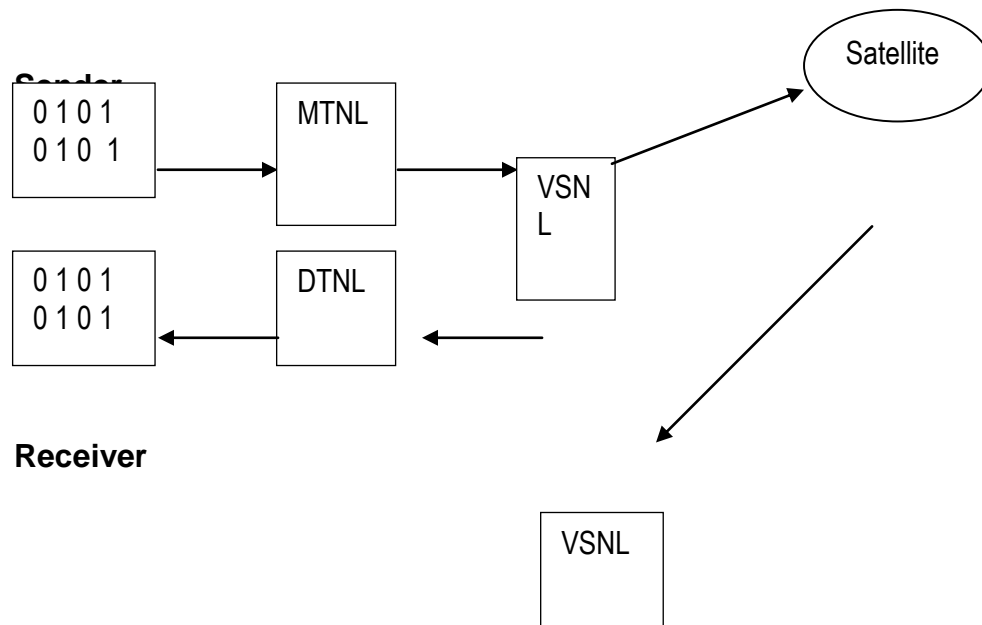 Satellite
Sender
0 1 0 1
0 1 0 1
MTNL
VSN
L
0 1 0 1
0 1 0 1
DTNL
Receiver
VSNL